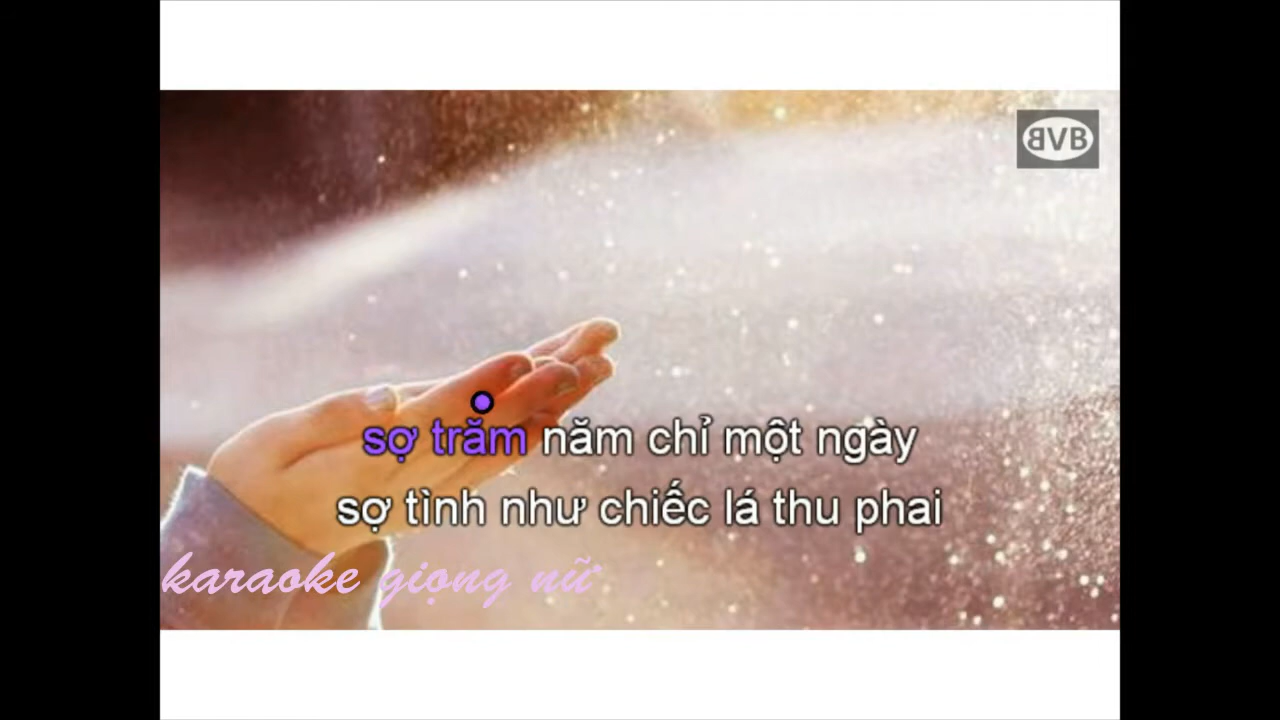 BVB
sợ trăm năm chỉ một ngày
sợ tình như chiếc lá thu phai
karaoke giọng nữ